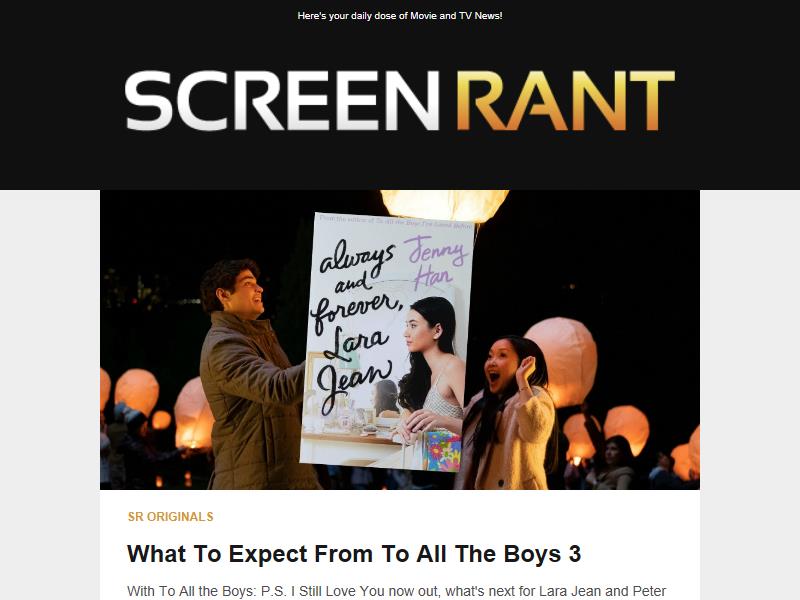 Here's your daily dose of Movie and TV News!
SCREEN RANT
From the author of To All the Boys I've Loved Before
always
and
forever,
Lara
Jean
Jenny
Han
SR ORIGINALS
What To Expect From To All The Boys 3
With To All the Boys: P.S. I Still Love You now out, what's next for Lara Jean and Peter